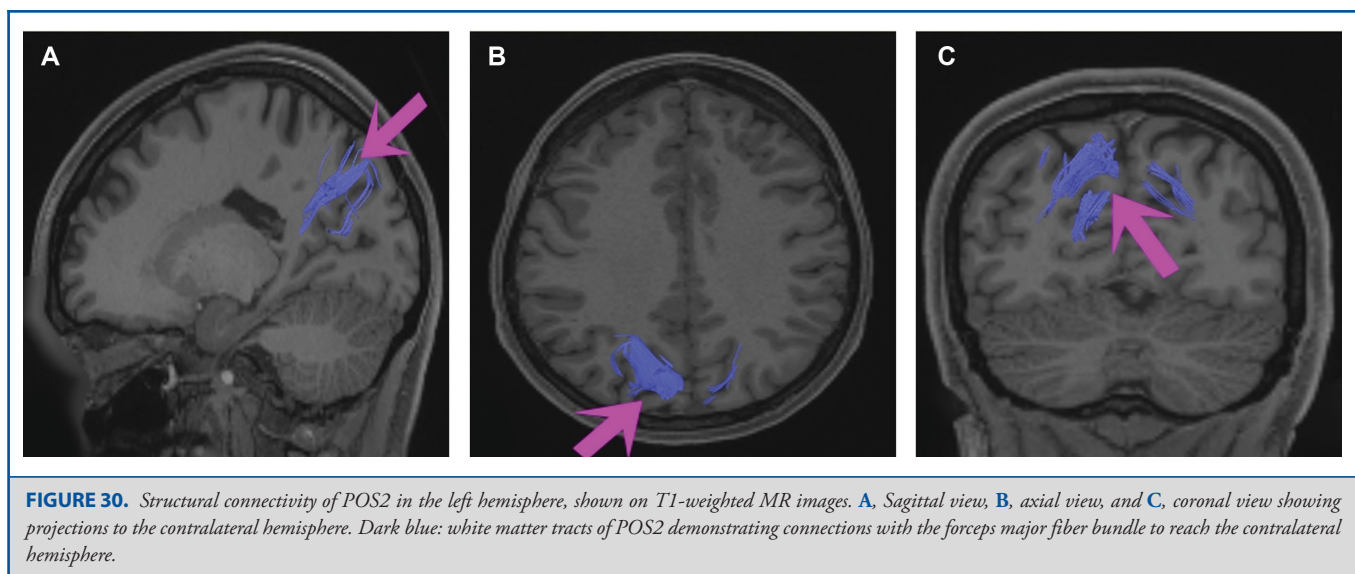 A
B
C
FIGURE 30. Structural connectivity of POS2 in the left hemisphere, shown on T1-weighted MR images. A, Sagittal view, B, axial view, and C, coronal view showing
projections to the contralateral hemisphere. Dark blue: white matter tracts of POS2 demonstrating connections with the forceps major fiber bundle to reach the contralateral
hemisphere.